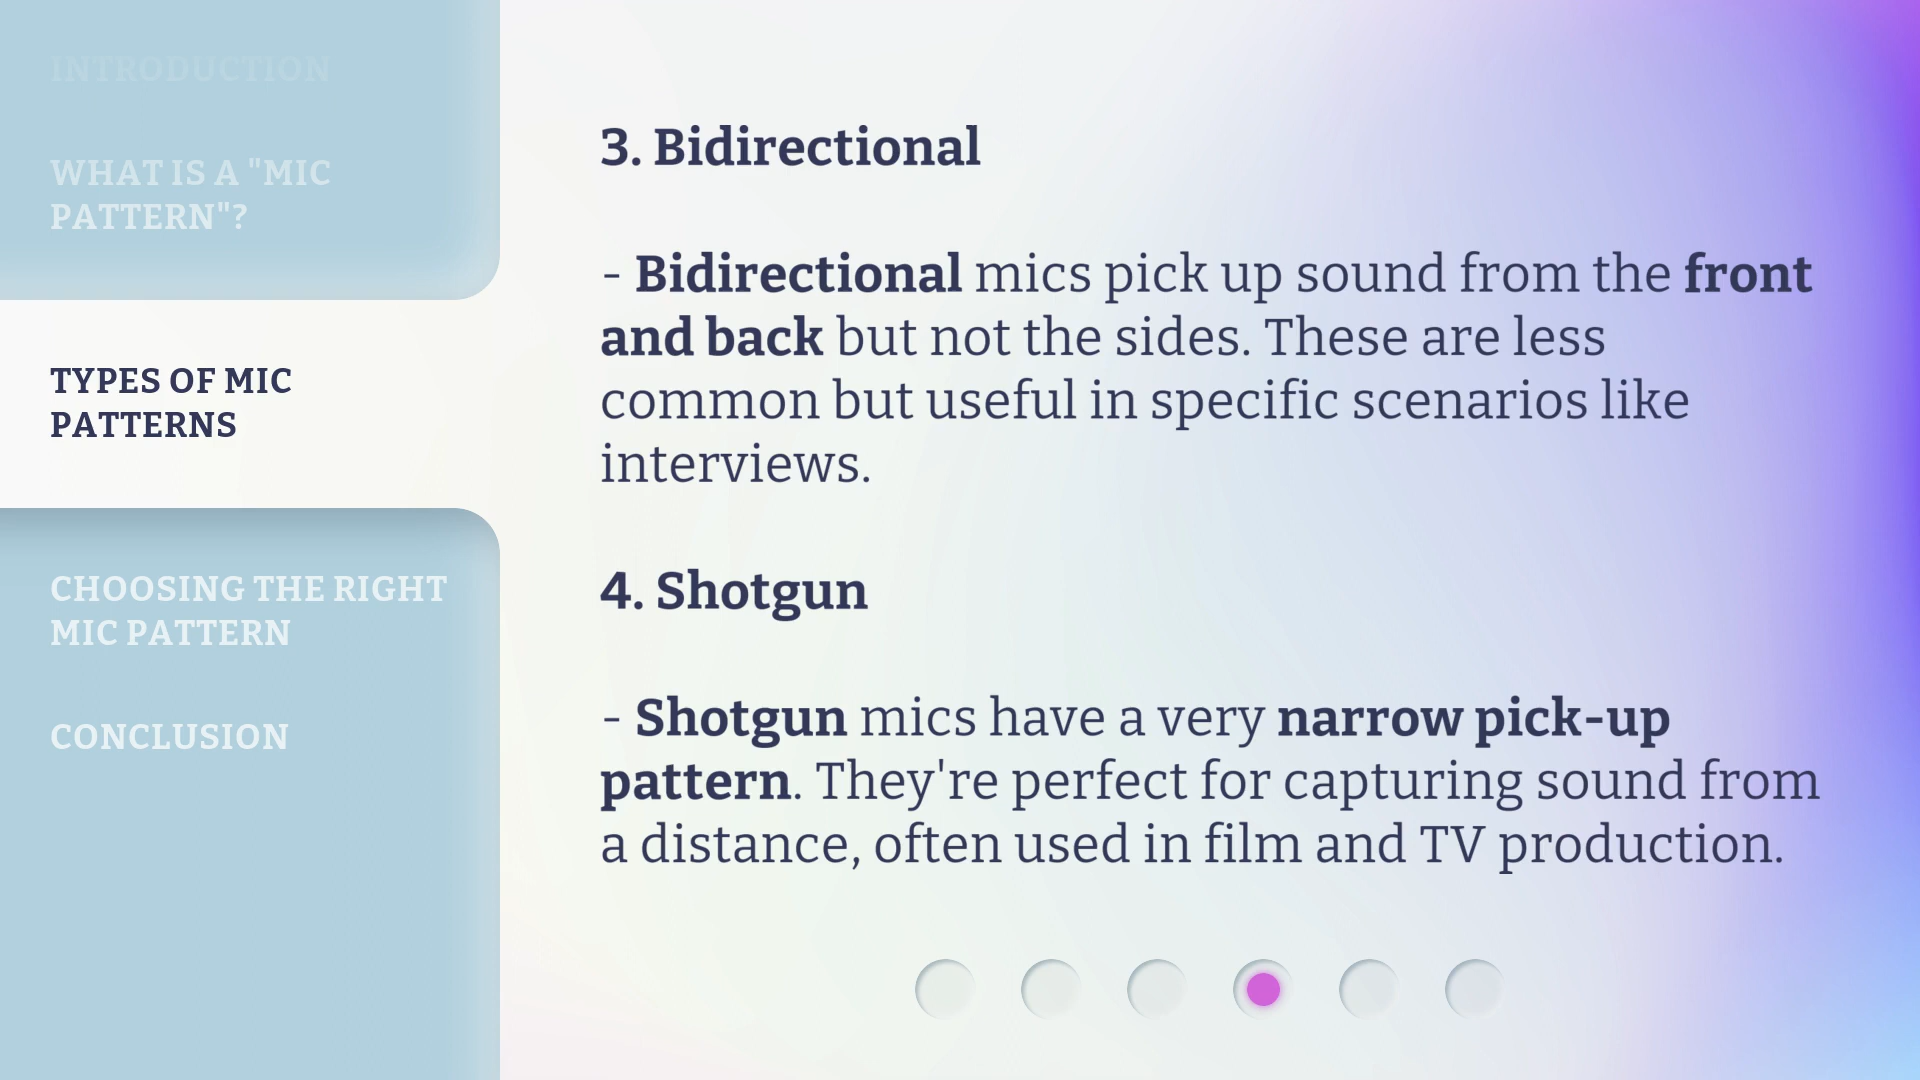 INTRODUCTION
WHAT IS A "MIC
PATTERN"?
TYPES OF MIC
PATTERNS
CHOOSING THE RIGHT
MIC PATTERN
CONCLUSION
3. Bidirectional
- Bidirectional mics pick up sound from the front
and back but not the sides. These are less
common but useful in specific scenarios like
interviews.
4. Shotgun
- Shotgun mics have a very narrow pick-up
pattern. They're perfect for capturing sound from
a distance, often used in film and TV production.